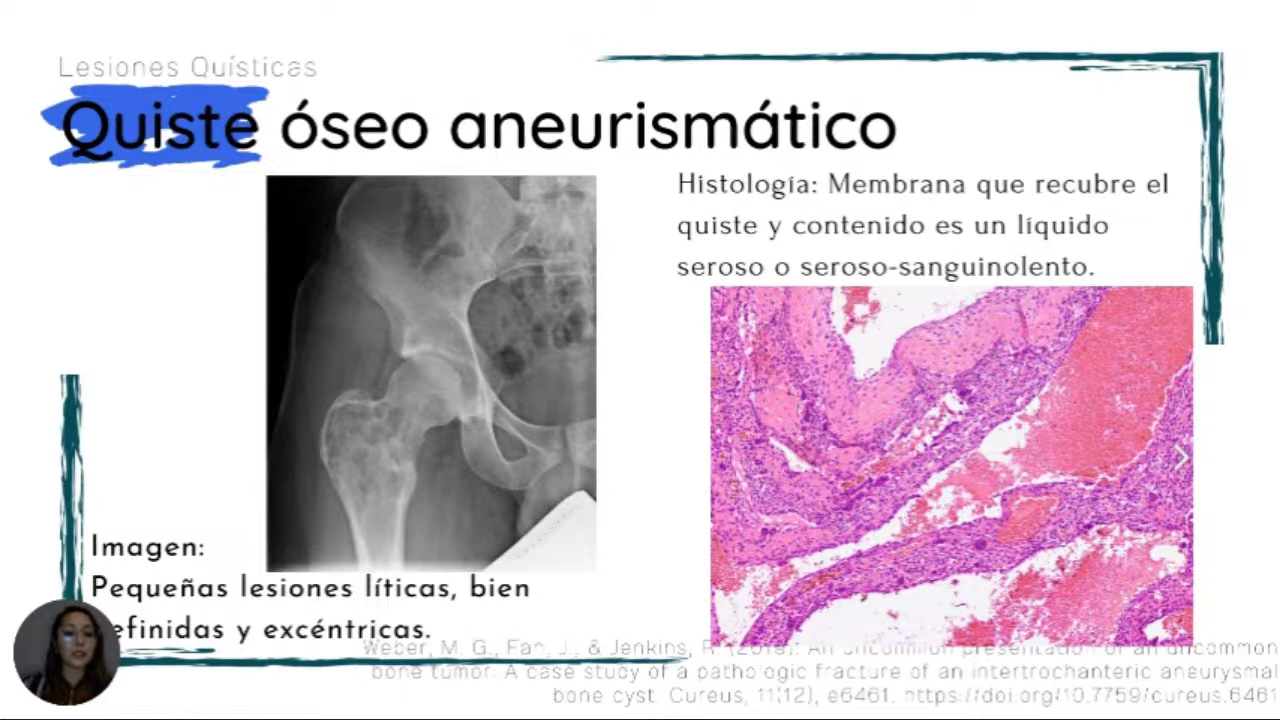 Lesiones Quísticas
Quiste óseo aneurismático
Histología: Membrana que recubre el
quiste y contenido es un líquido
seroso o seroso-sanguinolento.
Imagen:
Pequeñas lesiones líticas, bien
efinidas y excéntricas.
Weber, M. G., Fan, J., & Jenkins, R. (2019). An uncommon presentation of an uncommon
bone tumor: A case study of a pathologic fracture of an intertrochanteric aneurysmal
bone cyst. Cureus, 11(12), e6461. https://doi.org/10.7759/cureus.6461